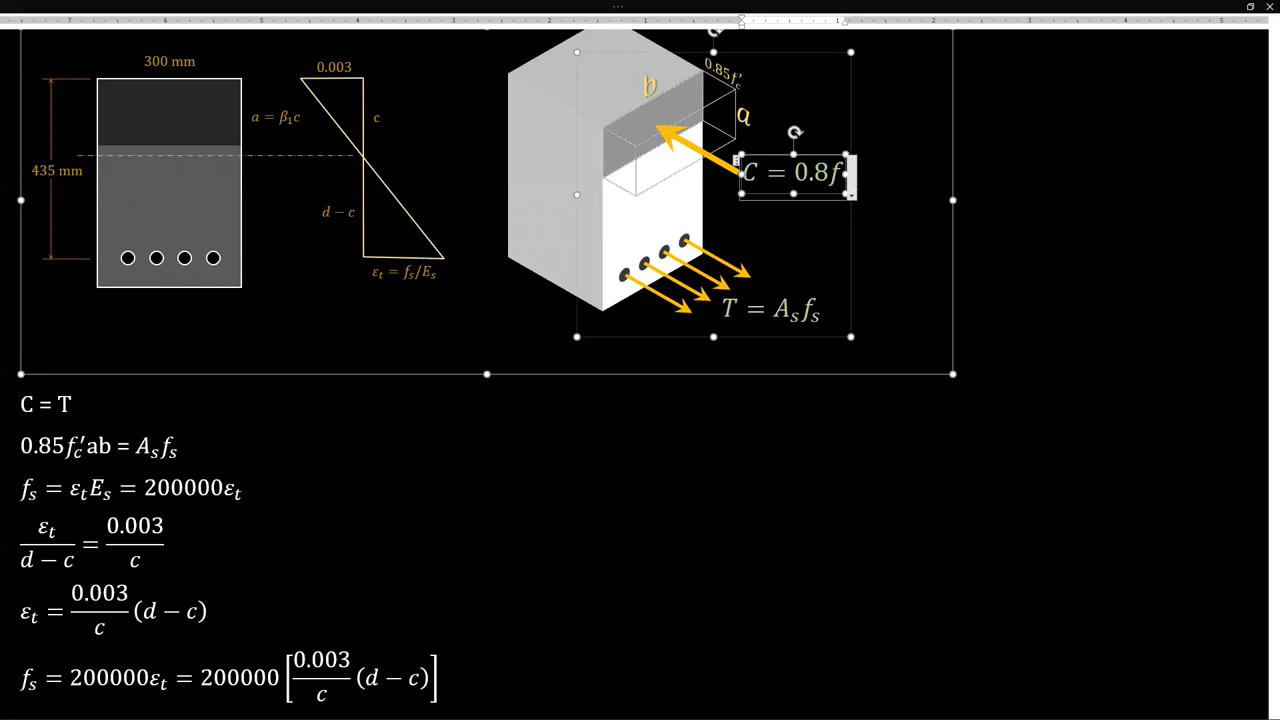 300 mm
0.003
a = β₁c
c
435 mm
d − c
εₜ = fₛ/Eₛ
b
0.85f′c
a
C = 0.8f
T = Aₛfₛ
C = T
0.85f′cab = Aₛfₛ
fₛ = εₜEₛ = 200000εₜ
εₜ/(d − c) = 0.003/c
εₜ = 0.003/c (d − c)
fₛ = 200000εₜ = 200000 [0.003/c (d − c)]